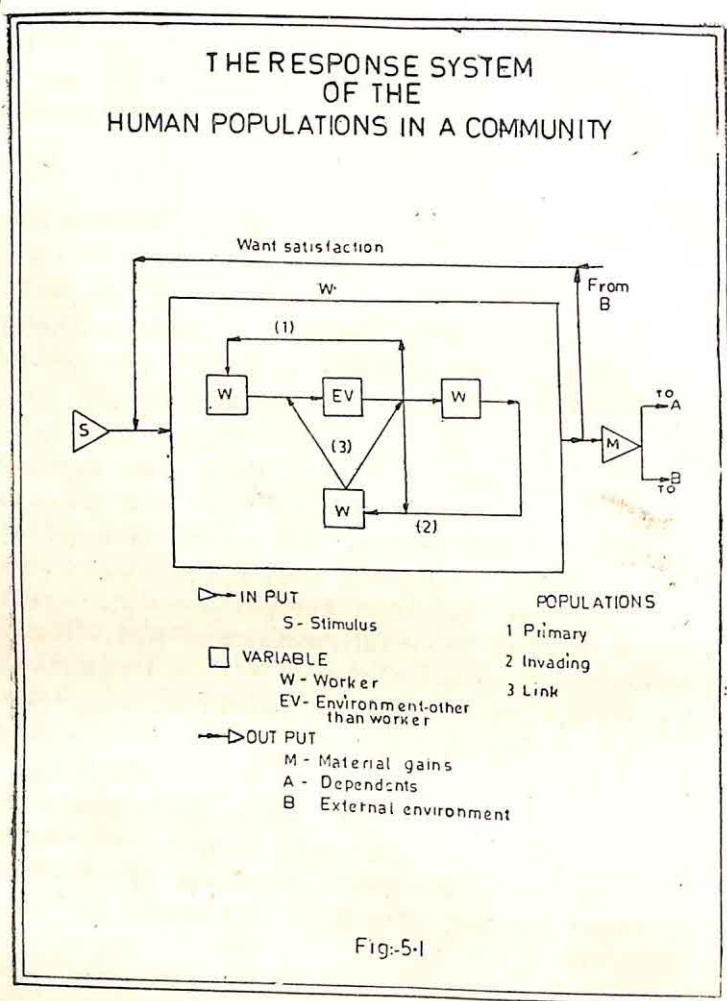 THE RESPONSE SYSTEM
OF THE
HUMAN POPULATIONS IN A COMMUNITY
Want satisfaction
From
B
W
(1)
W
EV
W
S
(3)
M
TO
A
B
TO
W
(2)
IN PUT
S - Stimulus
VARIABLE
W - Worker
EV - Environment-other
than worker
OUT PUT
M - Material gains
A - Dependents
B External environment
POPULATIONS
1 Primary
2 Invading
3 Link
Fig:-5·1